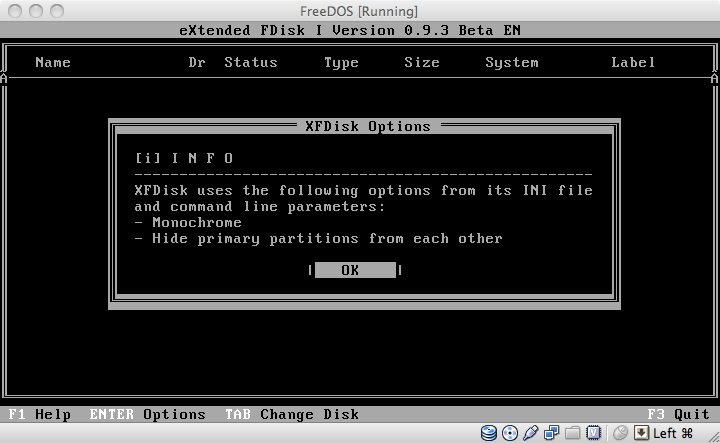 FreeDOS [Running]
eXtended FDisk I Version 0.9.3 Beta EN
Name Dr Status Type Size System Label
XFDisk Options
[i] I N F O
---------------------------------------------------
XFDisk uses the following options from its INI file
and command line parameters:
- Monochrome
- Hide primary partitions from each other
OK
F1 Help ENTER Options TAB Change Disk F3 Quit
Left ⌘